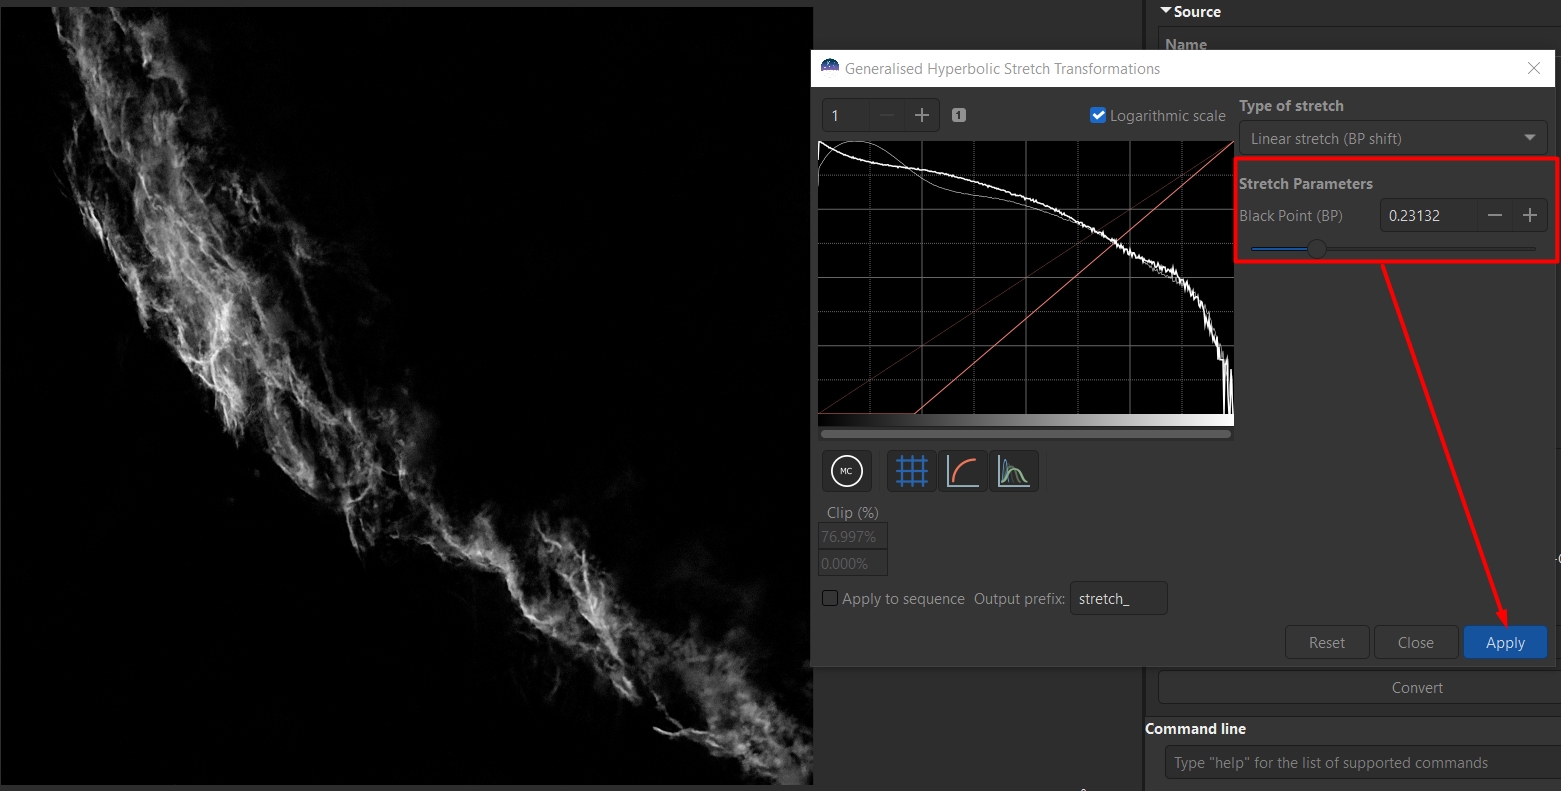 Source
Name
Generalised Hyperbolic Stretch Transformations
1
1
Logarithmic scale
Type of stretch
Linear stretch (BP shift)
Stretch Parameters
Black Point (BP)
0.23132
MC
Clip (%)
76.997%
0.000%
Apply to sequence
Output prefix:
stretch_
Reset
Close
Apply
Convert
Command line
Type "help" for the list of supported commands